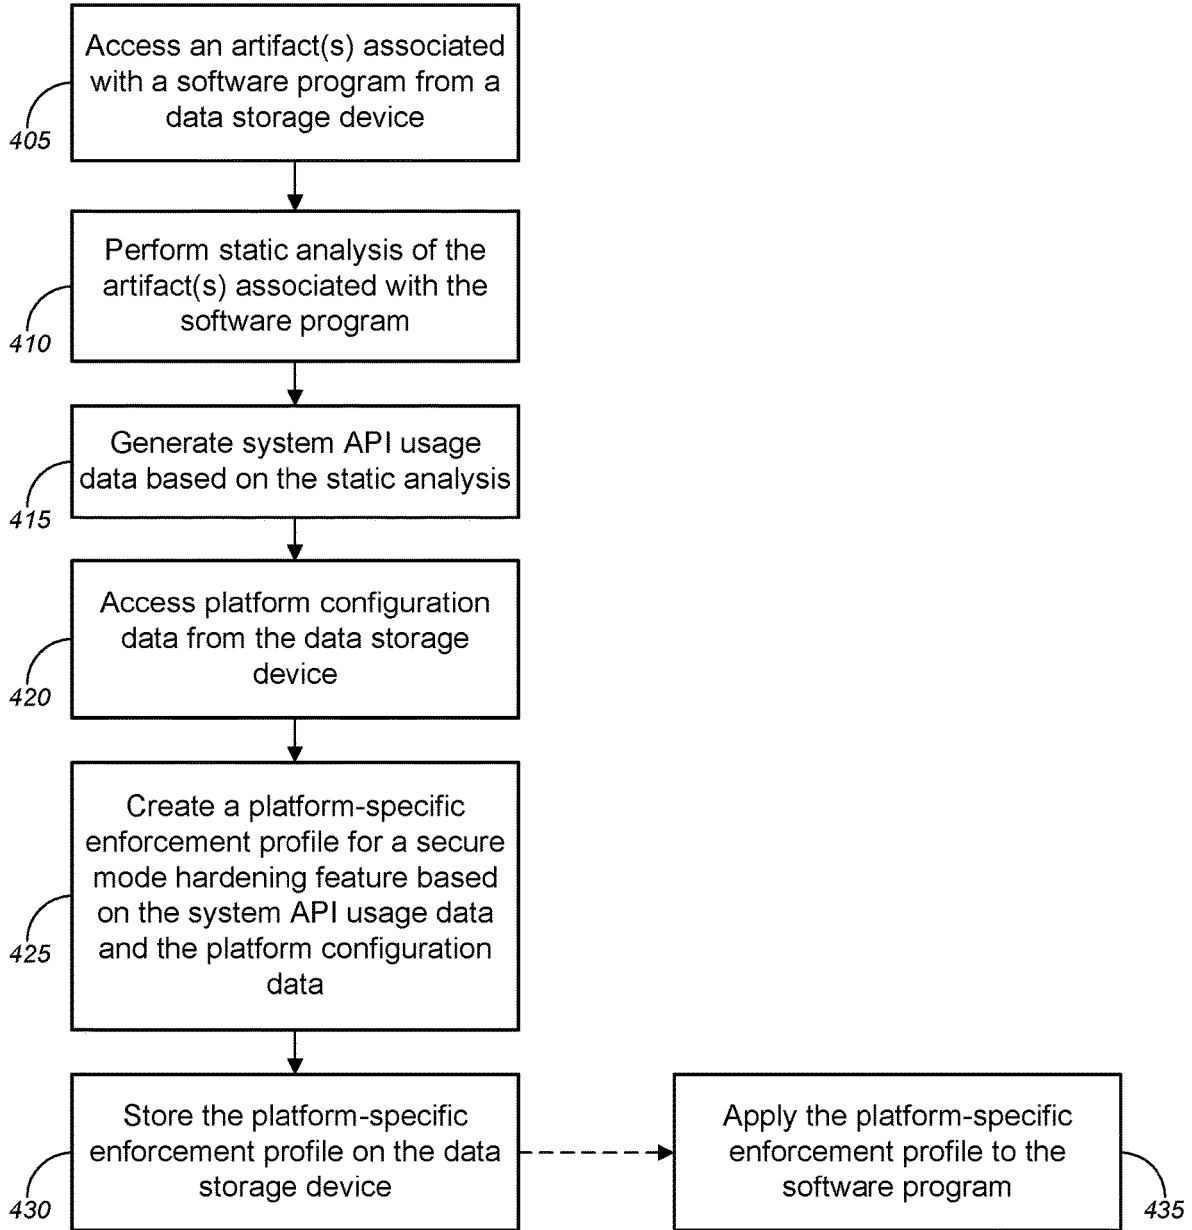 Access an artifact(s) associated
with a software program from a
data storage device
405
Perform static analysis of the
artifact(s) associated with the
software program
410
Generate system API usage
data based on the static analysis
415
Access platform configuration
data from the data storage
device
420
Create a platform-specific
enforcement profile for a secure
mode hardening feature based
on the system API usage data
and the platform configuration
data
425
Store the platform-specific
enforcement profile on the data
storage device
430
Apply the platform-specific
enforcement profile to the
software program
435